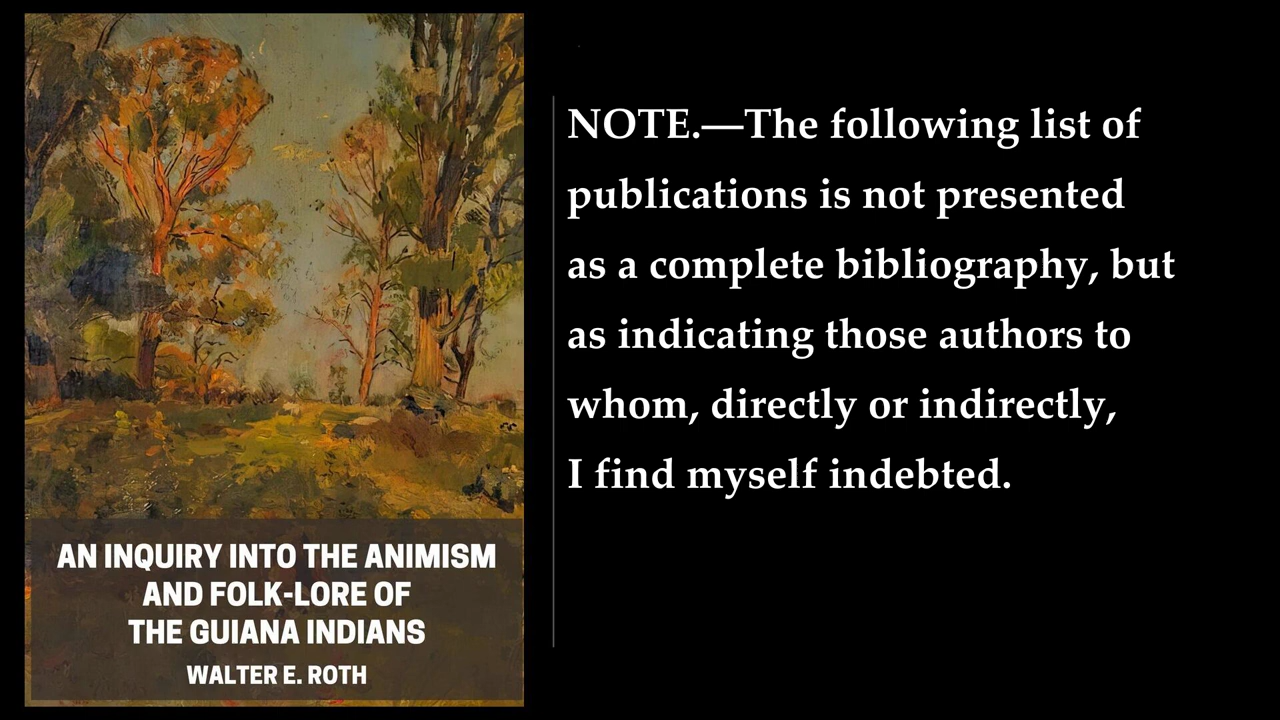 NOTE.—The following list of
publications is not presented
as a complete bibliography, but
as indicating those authors to
whom, directly or indirectly,
I find myself indebted.
AN INQUIRY INTO THE ANIMISM
AND FOLK-LORE OF
THE GUIANA INDIANS
WALTER E. ROTH